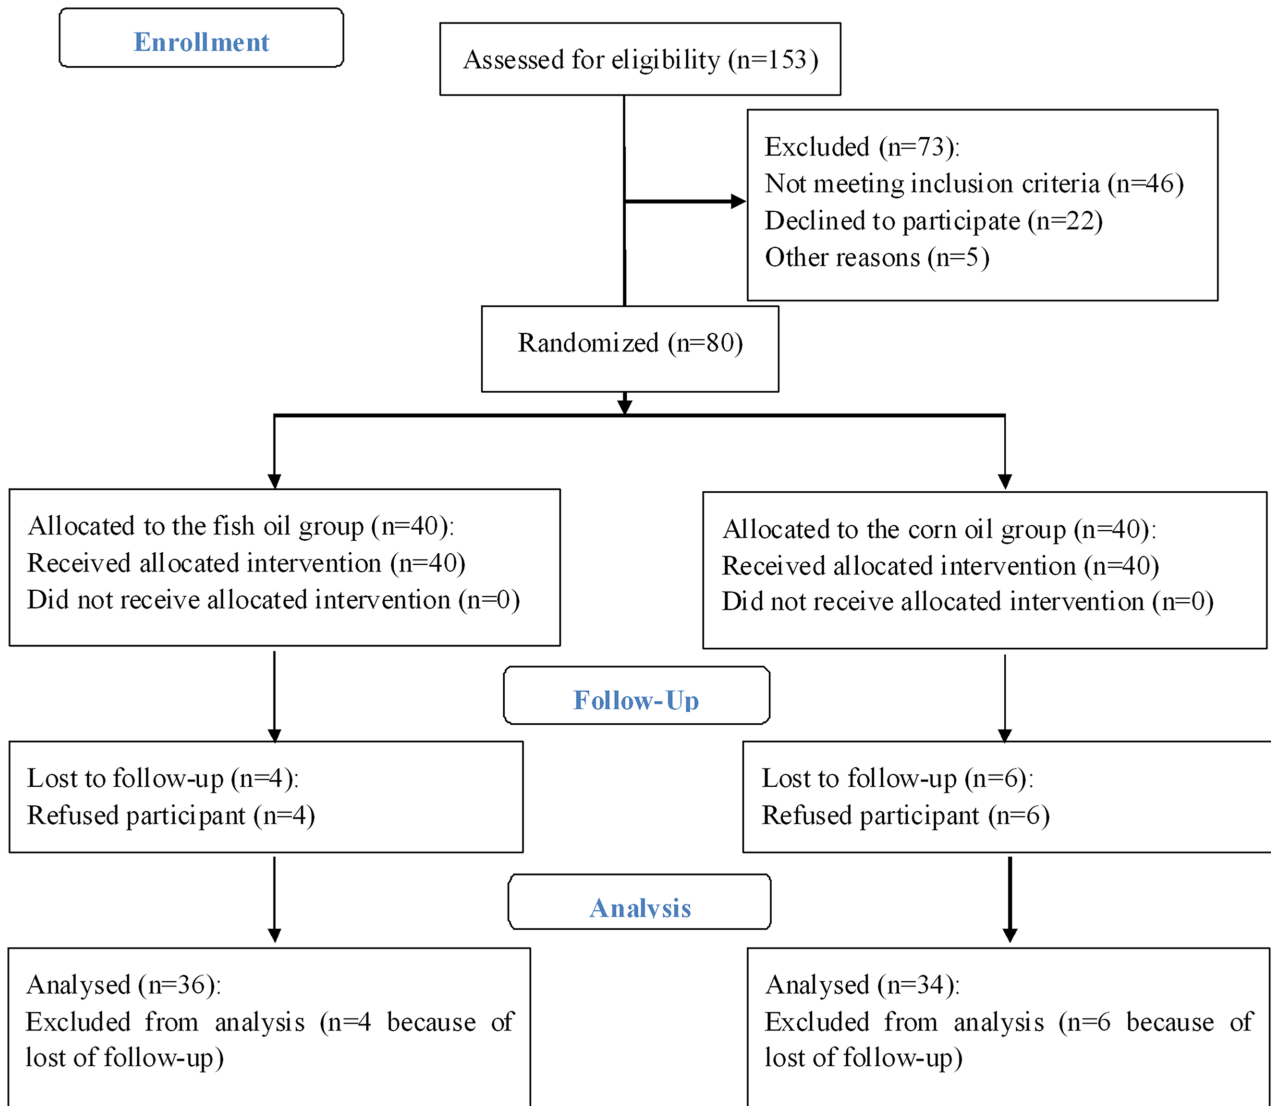 Enrollment
Assessed for eligibility (n=153)
Excluded (n=73):
Not meeting inclusion criteria (n=46)
Declined to participate (n=22)
Other reasons (n=5)
Randomized (n=80)
Allocated to the fish oil group (n=40):
Received allocated intervention (n=40)
Did not receive allocated intervention (n=0)
Allocated to the corn oil group (n=40):
Received allocated intervention (n=40)
Did not receive allocated intervention (n=0)
Follow-Up
Lost to follow-up (n=4):
Refused participant (n=4)
Lost to follow-up (n=6):
Refused participant (n=6)
Analysis
Analysed (n=36):
Excluded from analysis (n=4 because of
lost of follow-up)
Analysed (n=34):
Excluded from analysis (n=6 because of
lost of follow-up)